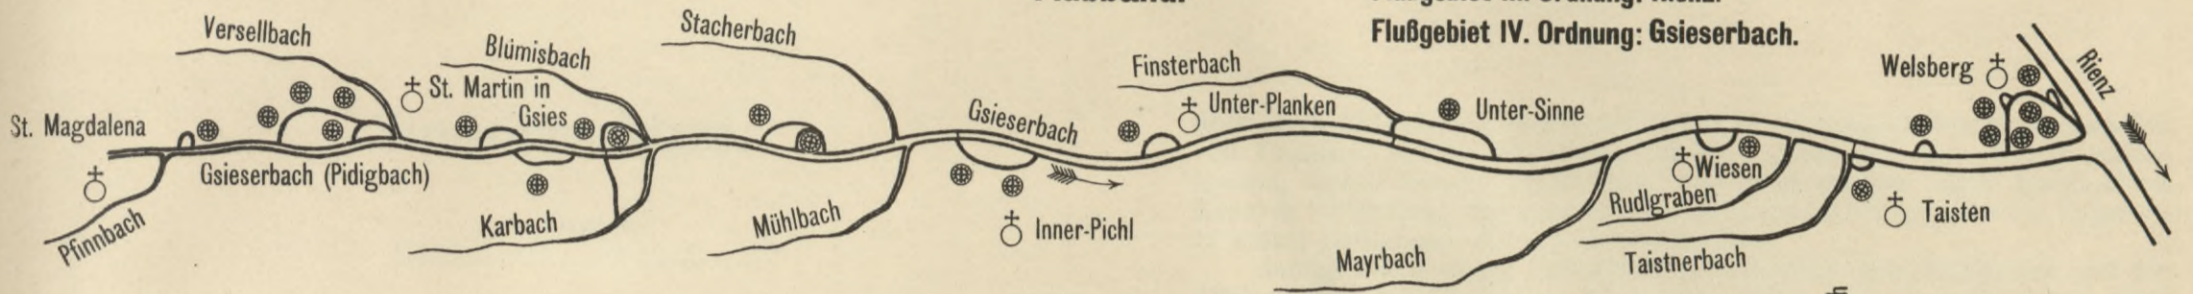 Flußgebiet IV. Ordnung: Gsieserbach.
Versellbach
Blümisbach
Stacherbach
Finsterbach
Welsberg
Rienz
St. Magdalena
St. Martin in
Gsies
Gsieserbach
Unter-Planken
Unter-Sinne
Gsieserbach (Pidigbach)
Wiesen
Pfinnbach
Karbach
Mühlbach
Inner-Pichl
Rudlgraben
Taisten
Mayrbach
Taistnerbach